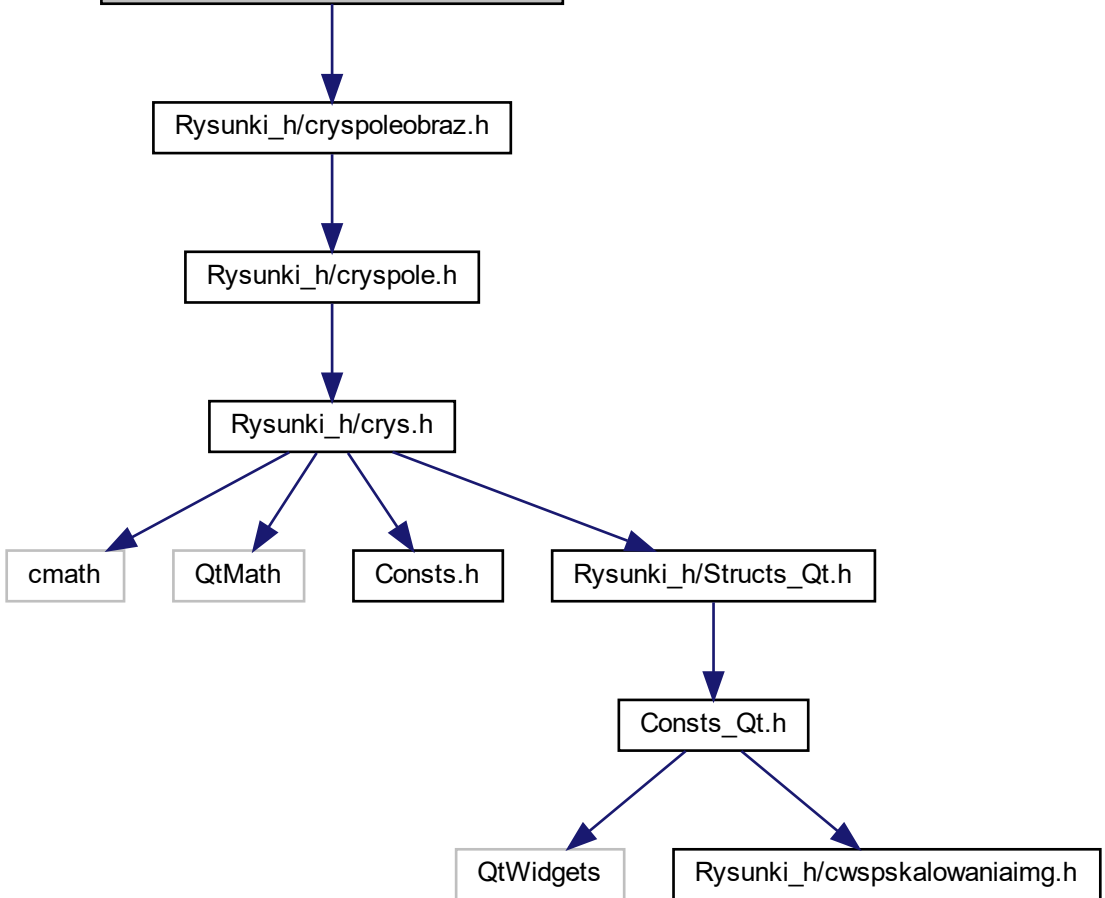 Rysunki_h/cryspoleobraz.h
Rysunki_h/cryspole.h
Rysunki_h/crys.h
cmath
QtMath
Consts.h
Rysunki_h/Structs_Qt.h
Consts_Qt.h
QtWidgets
Rysunki_h/cwspskalowaniaimg.h